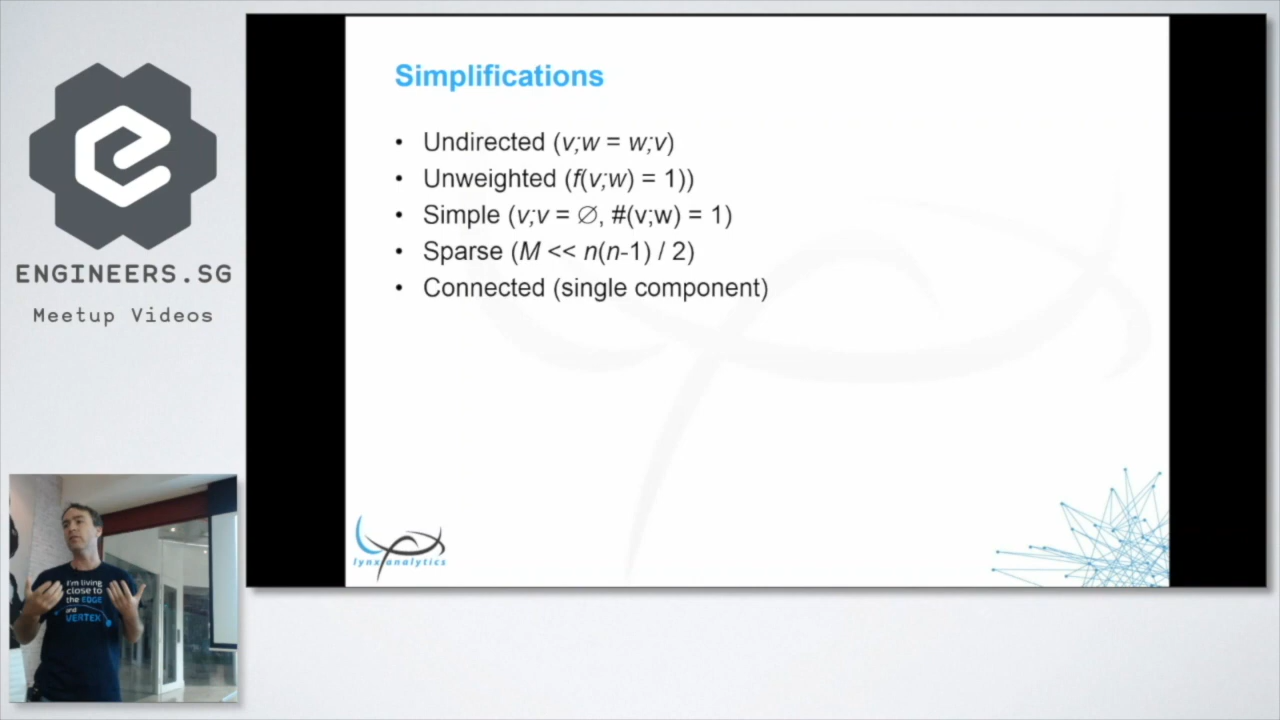 ENGINEERS.SG
Meetup Videos
Simplifications
• Undirected (v;w = w;v)
• Unweighted (f(v;w) = 1))
• Simple (v;v = ∅, #(v;w) = 1)
• Sparse (M << n(n-1) / 2)
• Connected (single component)
lynx analytics
I'm living
close to
the EDGE
and
VERTEX